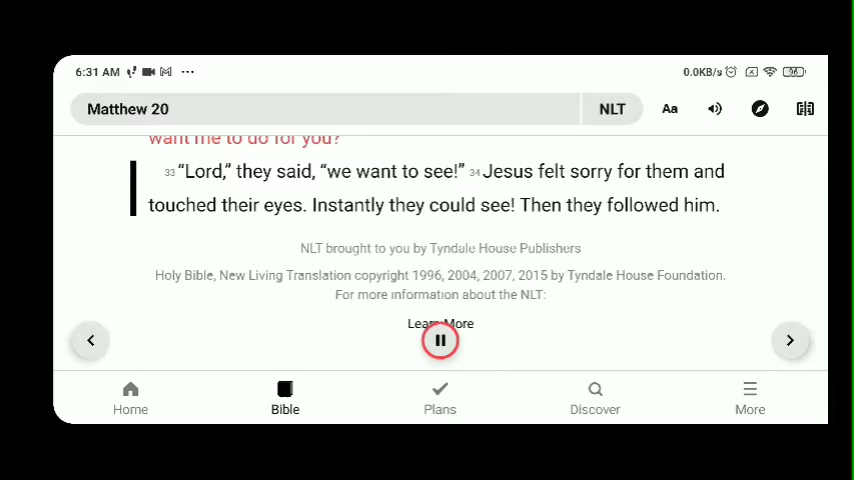 6:31 AM ... 0.0KB/s 98
Matthew 20 NLT Aa
want me to do for you?
33 “Lord,” they said, “we want to see!” 34 Jesus felt sorry for them and
touched their eyes. Instantly they could see! Then they followed him.
NLT brought to you by Tyndale House Publishers
Holy Bible, New Living Translation copyright 1996, 2004, 2007, 2015 by Tyndale House Foundation.
For more information about the NLT:
Learn More
Home Bible Plans Discover More